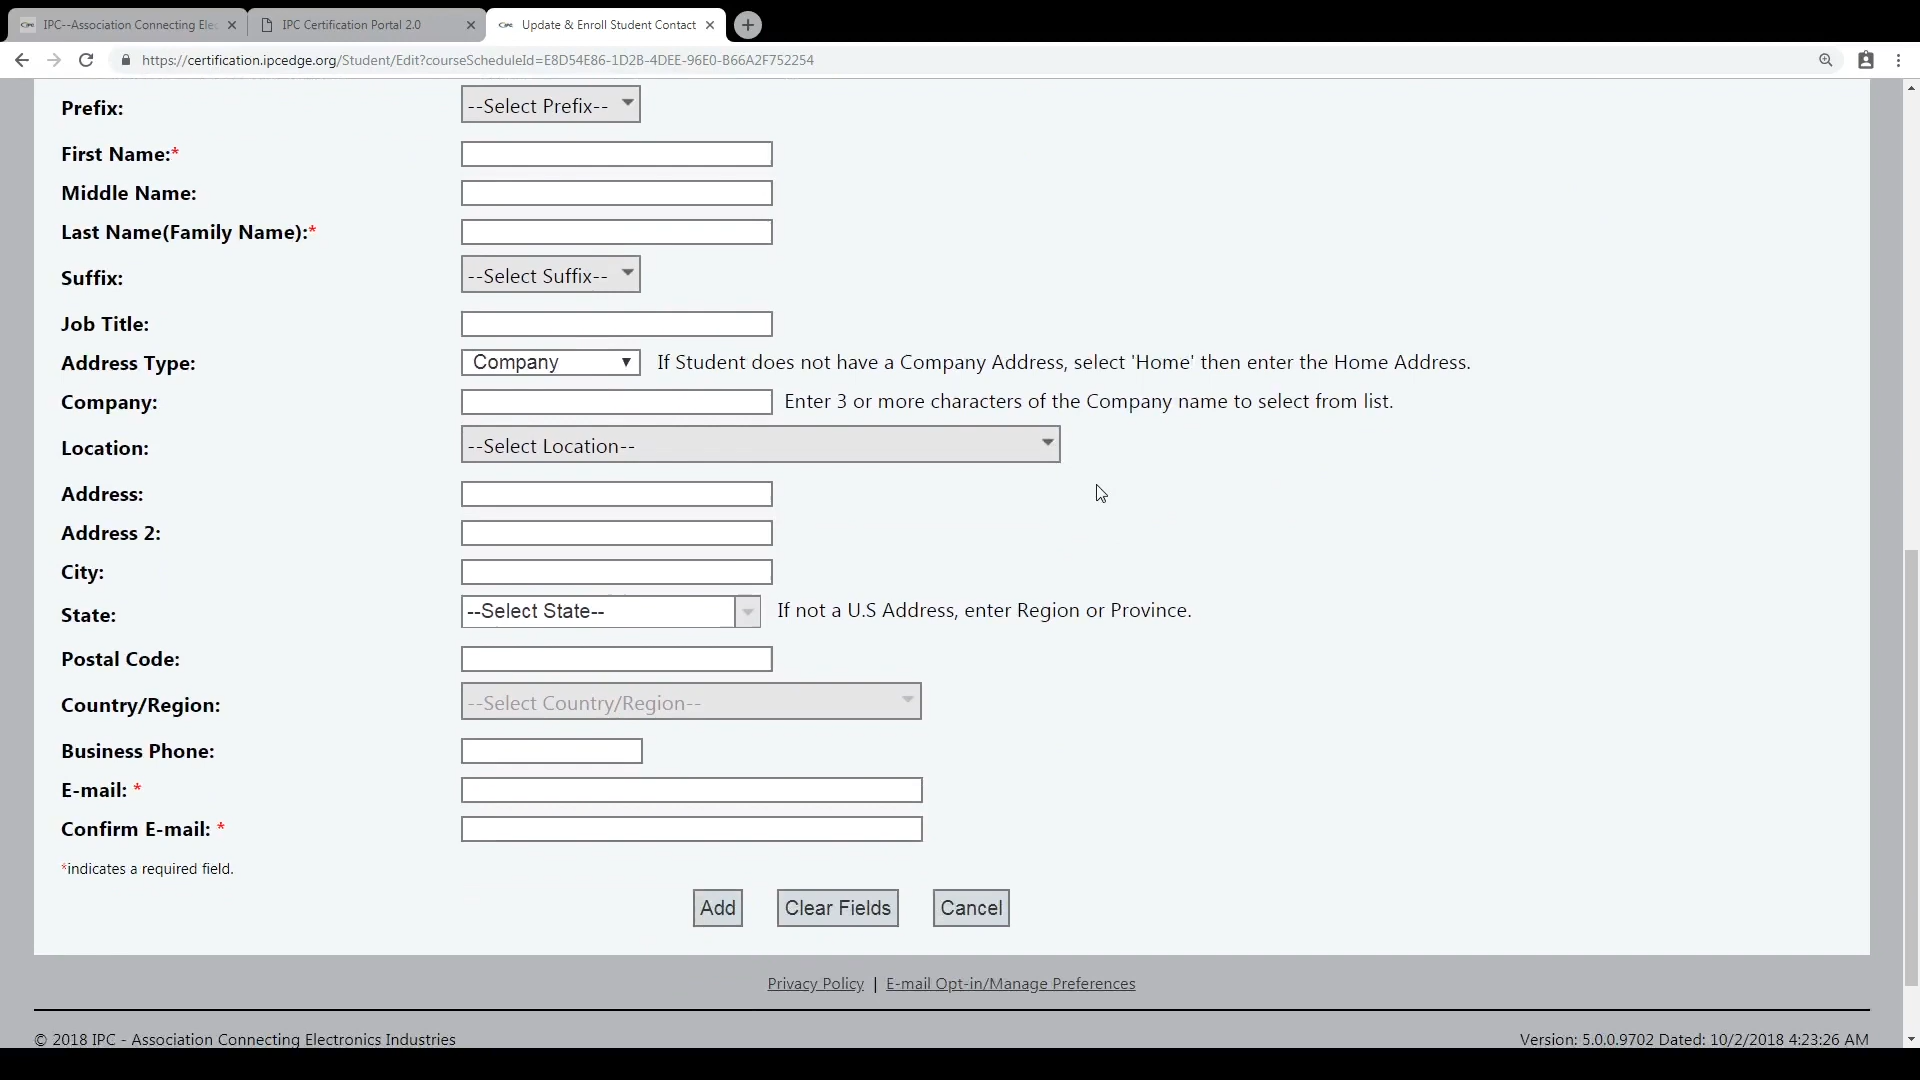 IPC--Association Connecting Elec
IPC Certification Portal 2.0
Update & Enroll Student Contact
https://certification.ipcedge.org/Student/Edit?courseScheduleId=E8D54E86-1D2B-4DEE-96E0-B66A2F752254
Prefix: --Select Prefix--
First Name:*
Middle Name:
Last Name(Family Name):*
Suffix: --Select Suffix--
Job Title:
Address Type: Company If Student does not have a Company Address, select 'Home' then enter the Home Address.
Company: Enter 3 or more characters of the Company name to select from list.
Location: --Select Location--
Address:
Address 2:
City:
State: --Select State-- If not a U.S Address, enter Region or Province.
Postal Code:
Country/Region: --Select Country/Region--
Business Phone:
E-mail: *
Confirm E-mail: *
*indicates a required field.
Add Clear Fields Cancel
Privacy Policy | E-mail Opt-in/Manage Preferences
© 2018 IPC - Association Connecting Electronics Industries Version: 5.0.0.9702 Dated: 10/2/2018 4:23:26 AM